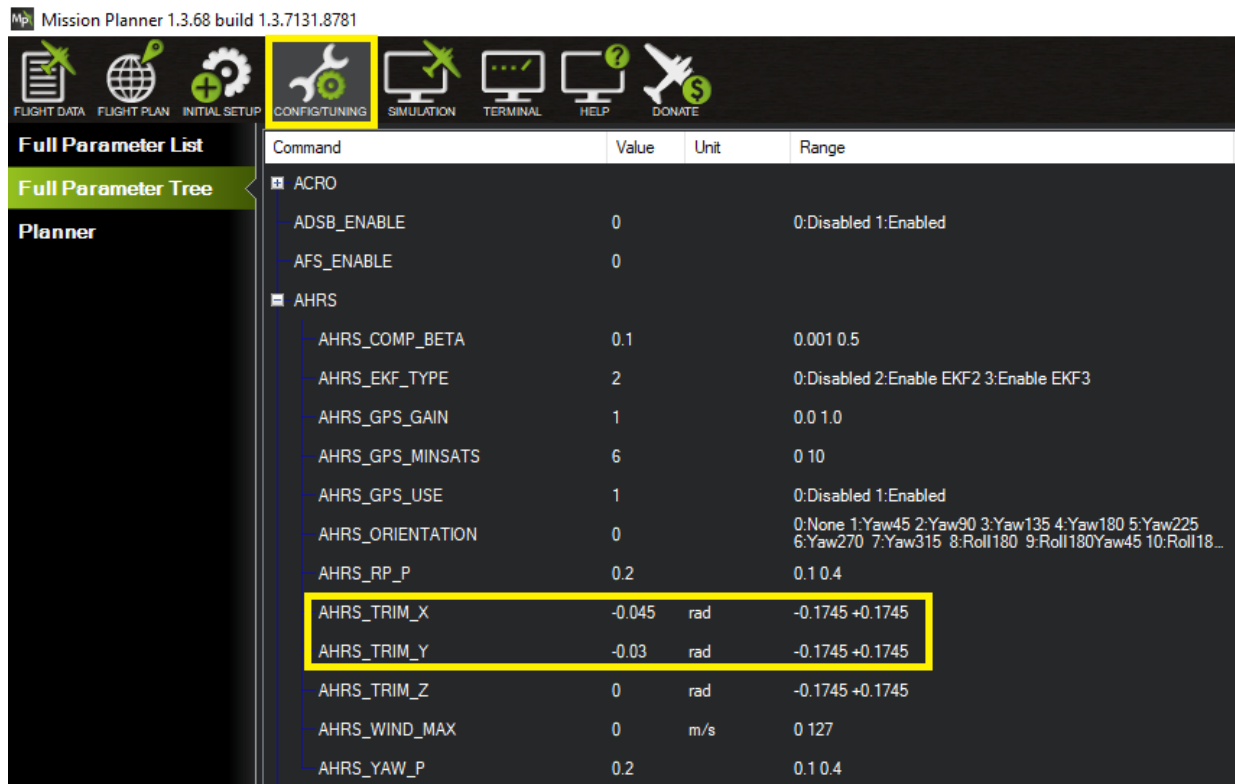 Mission Planner 1.3.68 build 1.3.7131.8781
FLIGHT DATA FLIGHT PLAN INITIAL SETUP CONFIG/TUNING SIMULATION TERMINAL HELP DONATE
Full Parameter List
Full Parameter Tree
Planner
Command Value Unit Range
ACRO
ADSB_ENABLE 0 0:Disabled 1:Enabled
AFS_ENABLE 0
AHRS
AHRS_COMP_BETA 0.1 0.001 0.5
AHRS_EKF_TYPE 2 0:Disabled 2:Enable EKF2 3:Enable EKF3
AHRS_GPS_GAIN 1 0.0 1.0
AHRS_GPS_MINSATS 6 0 10
AHRS_GPS_USE 1 0:Disabled 1:Enabled
AHRS_ORIENTATION 0 0:None 1:Yaw45 2:Yaw90 3:Yaw135 4:Yaw180 5:Yaw225
6:Yaw270 7:Yaw315 8:Roll180 9:Roll180Yaw45 10:Roll18...
AHRS_RP_P 0.2 0.1 0.4
AHRS_TRIM_X -0.045 rad -0.1745 +0.1745
AHRS_TRIM_Y -0.03 rad -0.1745 +0.1745
AHRS_TRIM_Z 0 rad -0.1745 +0.1745
AHRS_WIND_MAX 0 m/s 0 127
AHRS_YAW_P 0.2 0.1 0.4